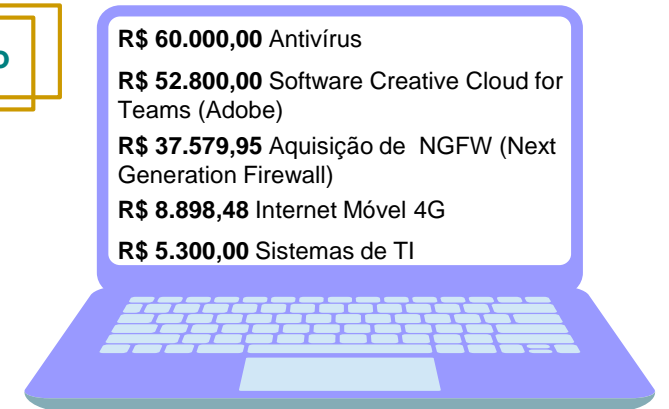 R$ 60.000,00 Antivírus
R$ 52.800,00 Software Creative Cloud for
Teams (Adobe)
R$ 37.579,95 Aquisição de NGFW (Next
Generation Firewall)
R$ 8.898,48 Internet Móvel 4G
R$ 5.300,00 Sistemas de TI